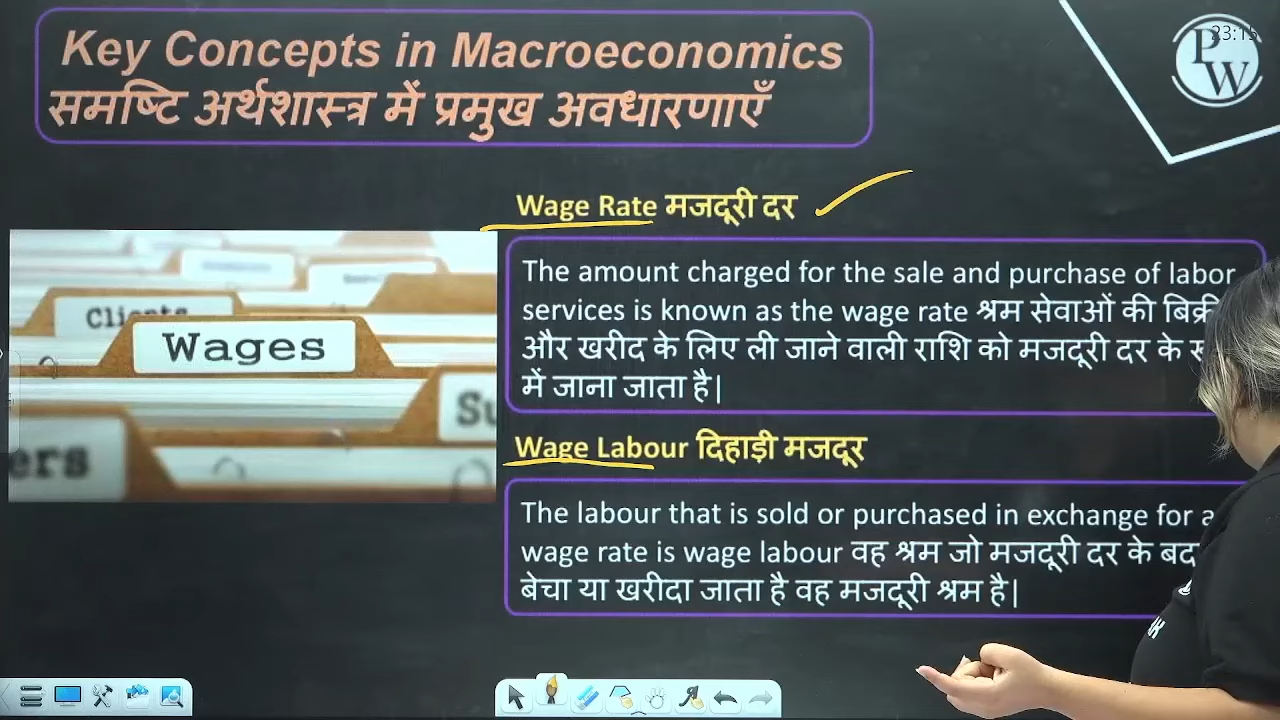 Key Concepts in Macroeconomics
समष्टि अर्थशास्त्र में प्रमुख अवधारणाएँ
PW
Wage Rate मजदूरी दर
The amount charged for the sale and purchase of labor
services is known as the wage rate श्रम सेवाओं की बिक्री
और खरीद के लिए ली जाने वाली राशि को मजदूरी दर के
में जाना जाता है|
Clients
Wages
Wage Labour दिहाड़ी मजदूर
The labour that is sold or purchased in exchange for a
wage rate is wage labour वह श्रम जो मजदूरी दर के
बेचा या खरीदा जाता है वह मजदूरी श्रम है|